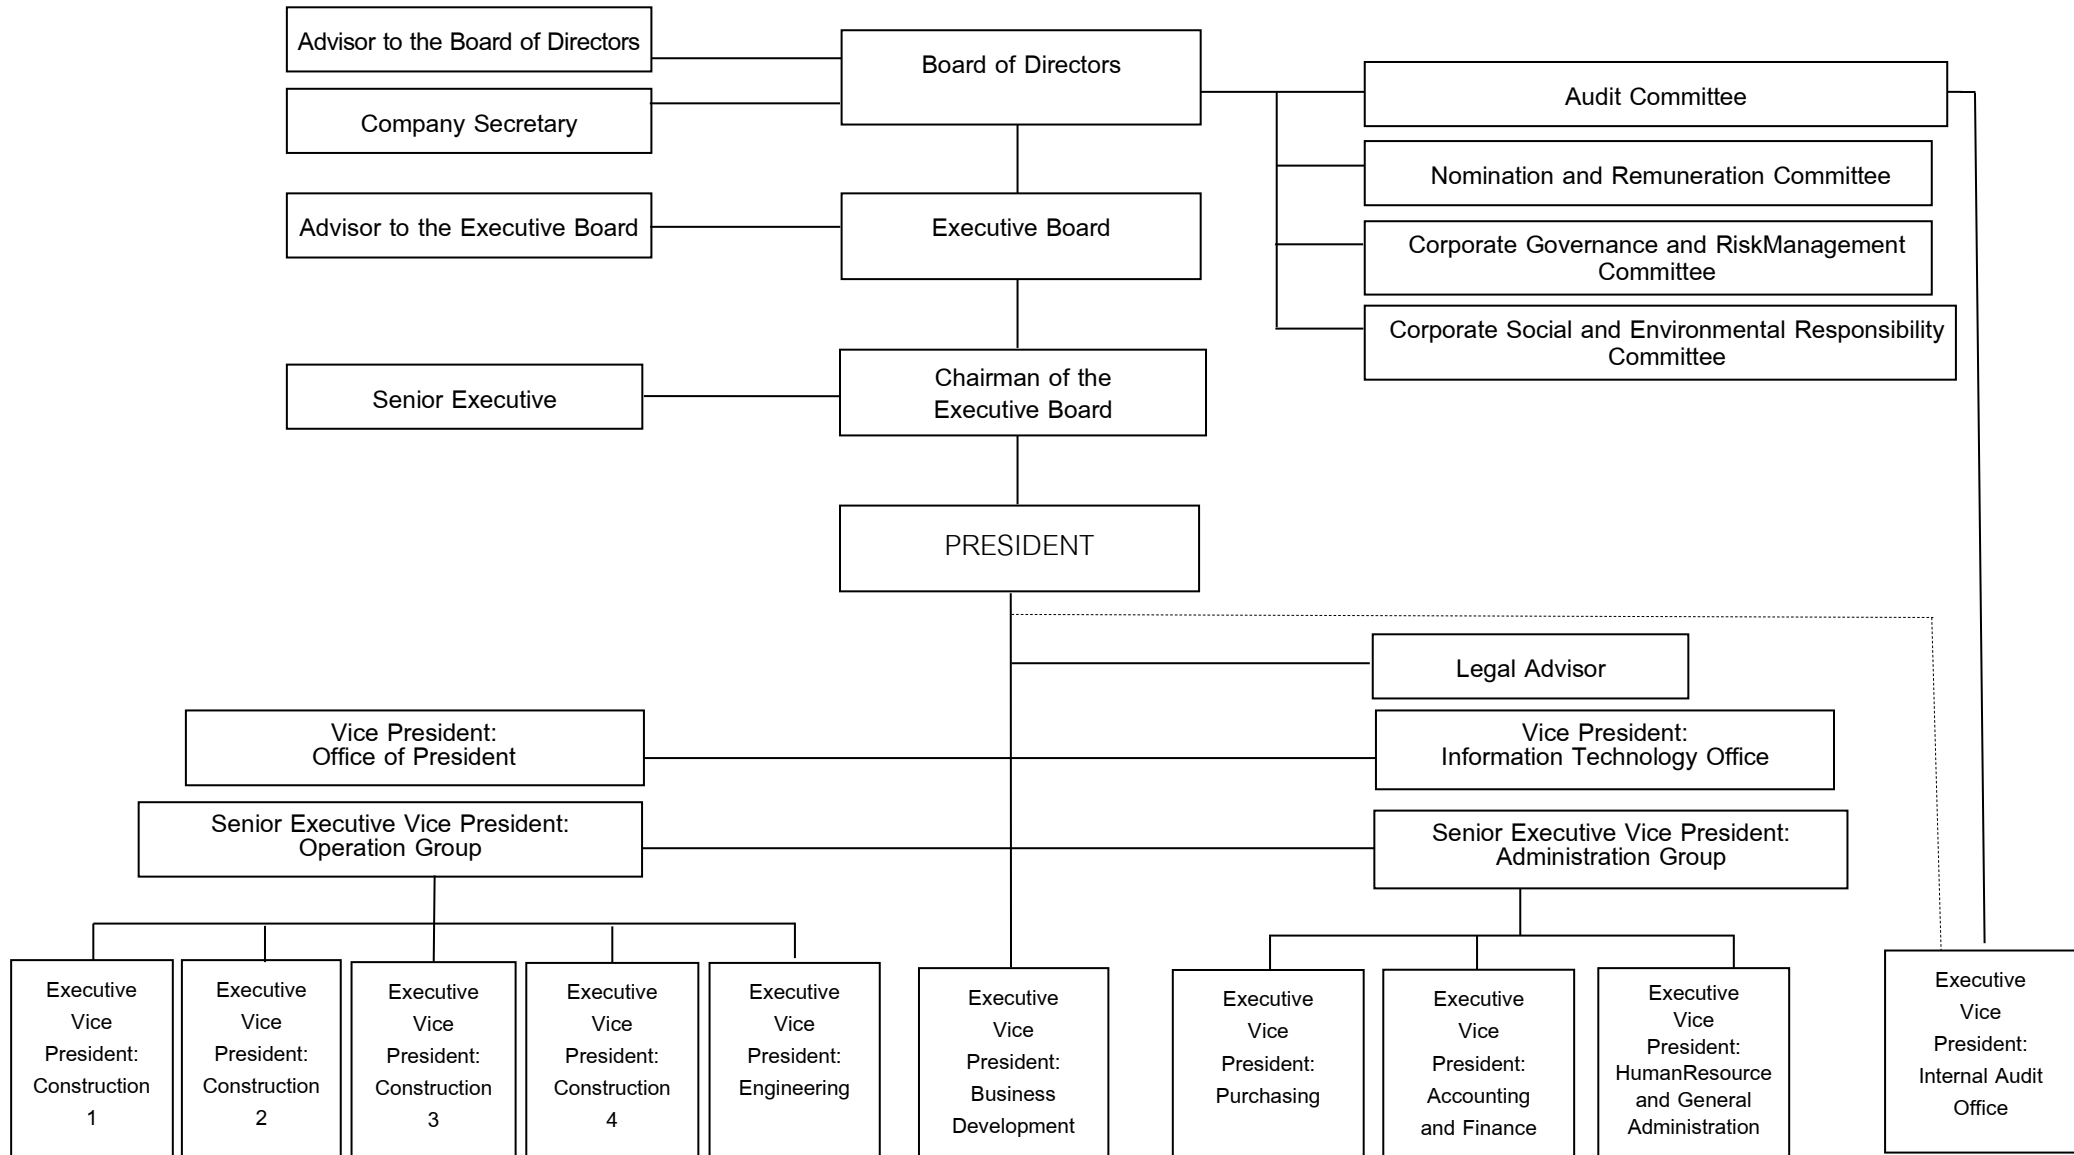 Advisor to the Board of Directors
Board of Directors
Audit Committee
Company Secretary
Nomination and Remuneration Committee
Advisor to the Executive Board
Executive Board
Corporate Governance and RiskManagement
Committee
Corporate Social and Environmental Responsibility
Committee
Senior Executive
Chairman of the
Executive Board
PRESIDENT
Legal Advisor
Vice President:
Office of President
Vice President:
Information Technology Office
Senior Executive Vice President:
Operation Group
Senior Executive Vice President:
Administration Group
Executive
Vice
President:
Construction
1
Executive
Vice
President:
Construction
2
Executive
Vice
President:
Construction
3
Executive
Vice
President:
Construction
4
Executive
Vice
President:
Engineering
Executive
Vice
President:
Business
Development
Executive
Vice
President:
Purchasing
Executive
Vice
President:
Accounting
and Finance
Executive
Vice
President:
HumanResource
and General
Administration
Executive
Vice
President:
Internal Audit
Office